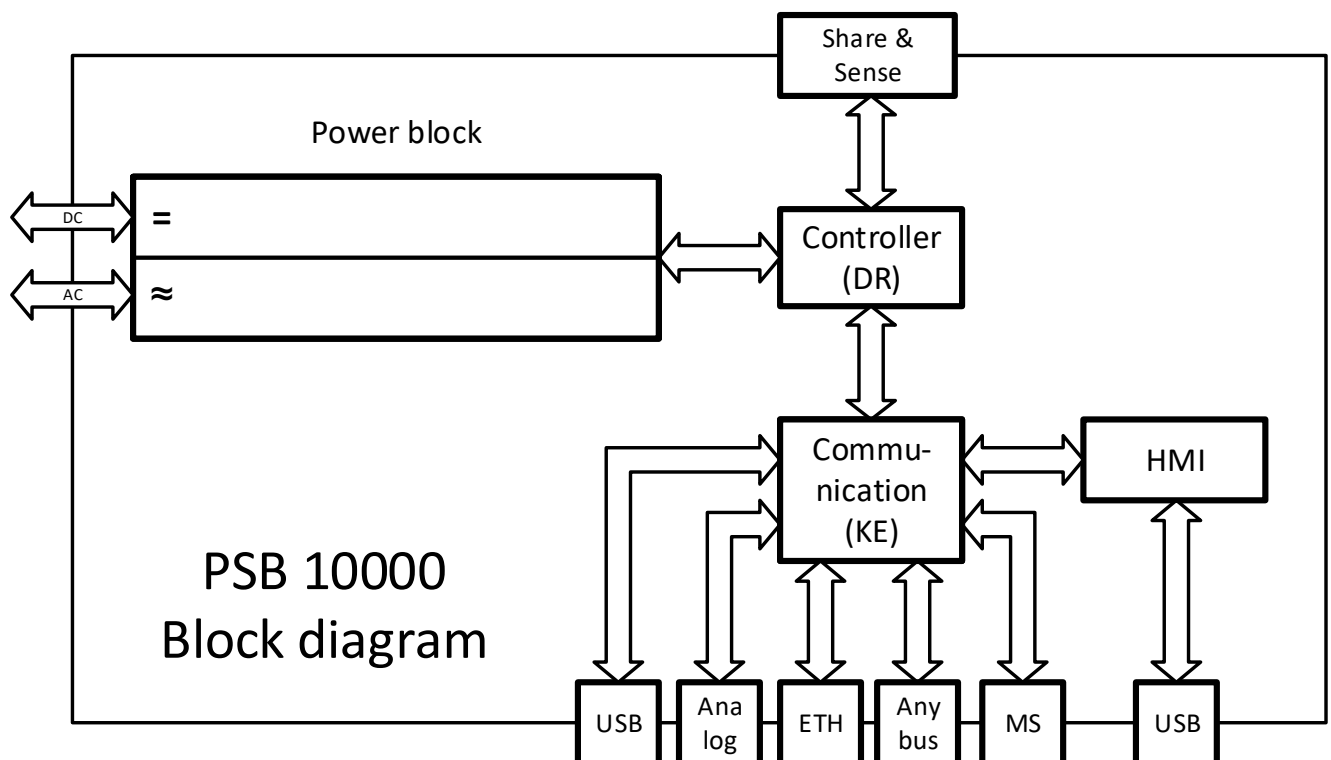 Share &
Sense
Power block
DC
=
Controller
(DR)
AC
≈
Commu-
nication
(KE)
HMI
PSB 10000
Block diagram
USB
Ana
log
ETH
Any
bus
MS
USB